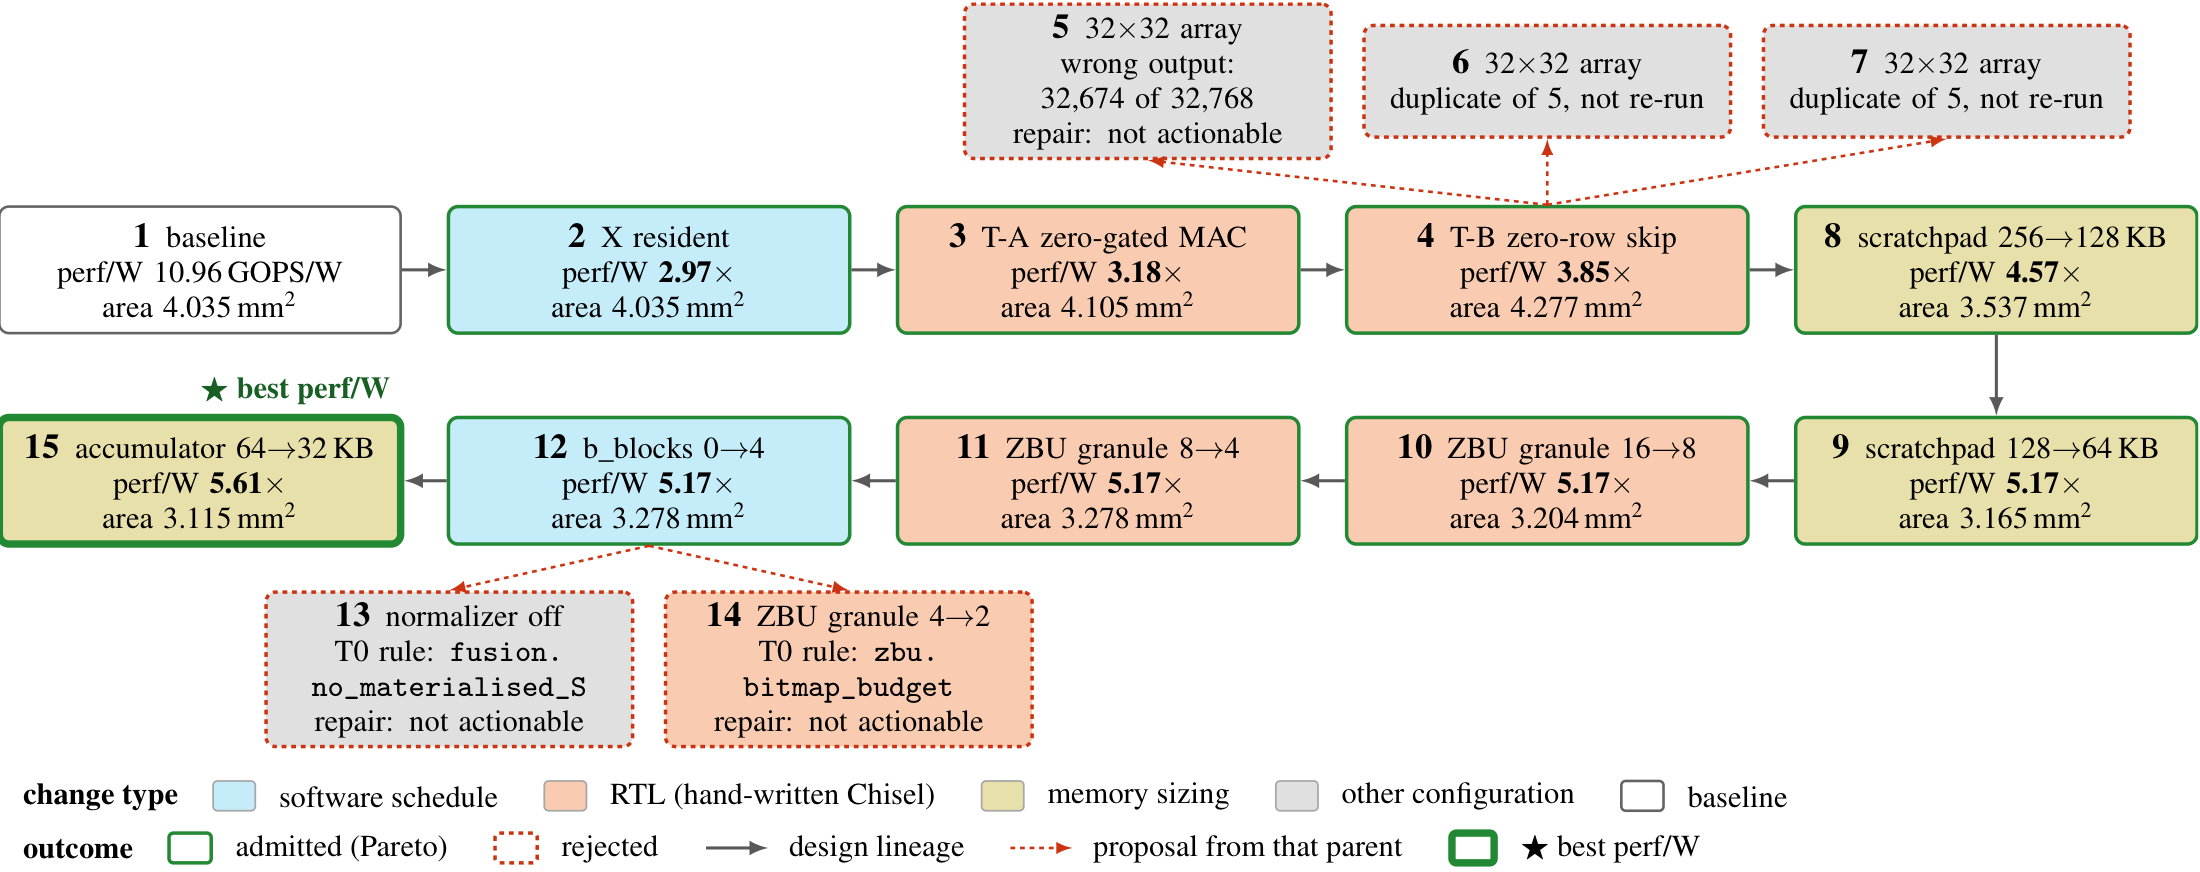 5 32×32 array
wrong output:
32,674 of 32,768
repair: not actionable
6 32×32 array
duplicate of 5, not re-run
7 32×32 array
duplicate of 5, not re-run
1 baseline
perf/W 10.96 GOPS/W
area 4.035 mm²
2 X resident
perf/W 2.97×
area 4.035 mm²
3 T-A zero-gated MAC
perf/W 3.18×
area 4.105 mm²
4 T-B zero-row skip
perf/W 3.85×
area 4.277 mm²
8 scratchpad 256→128 KB
perf/W 4.57×
area 3.537 mm²
★ best perf/W
15 accumulator 64→32 KB
perf/W 5.61×
area 3.115 mm²
12 b_blocks 0→4
perf/W 5.17×
area 3.278 mm²
11 ZBU granule 8→4
perf/W 5.17×
area 3.278 mm²
10 ZBU granule 16→8
perf/W 5.17×
area 3.204 mm²
9 scratchpad 128→64 KB
perf/W 5.17×
area 3.165 mm²
13 normalizer off
T0 rule: fusion.
no_materialised_S
repair: not actionable
14 ZBU granule 4→2
T0 rule: zbu.
bitmap_budget
repair: not actionable
change type software schedule RTL (hand-written Chisel) memory sizing other configuration baseline
outcome admitted (Pareto) rejected design lineage proposal from that parent ★ best perf/W